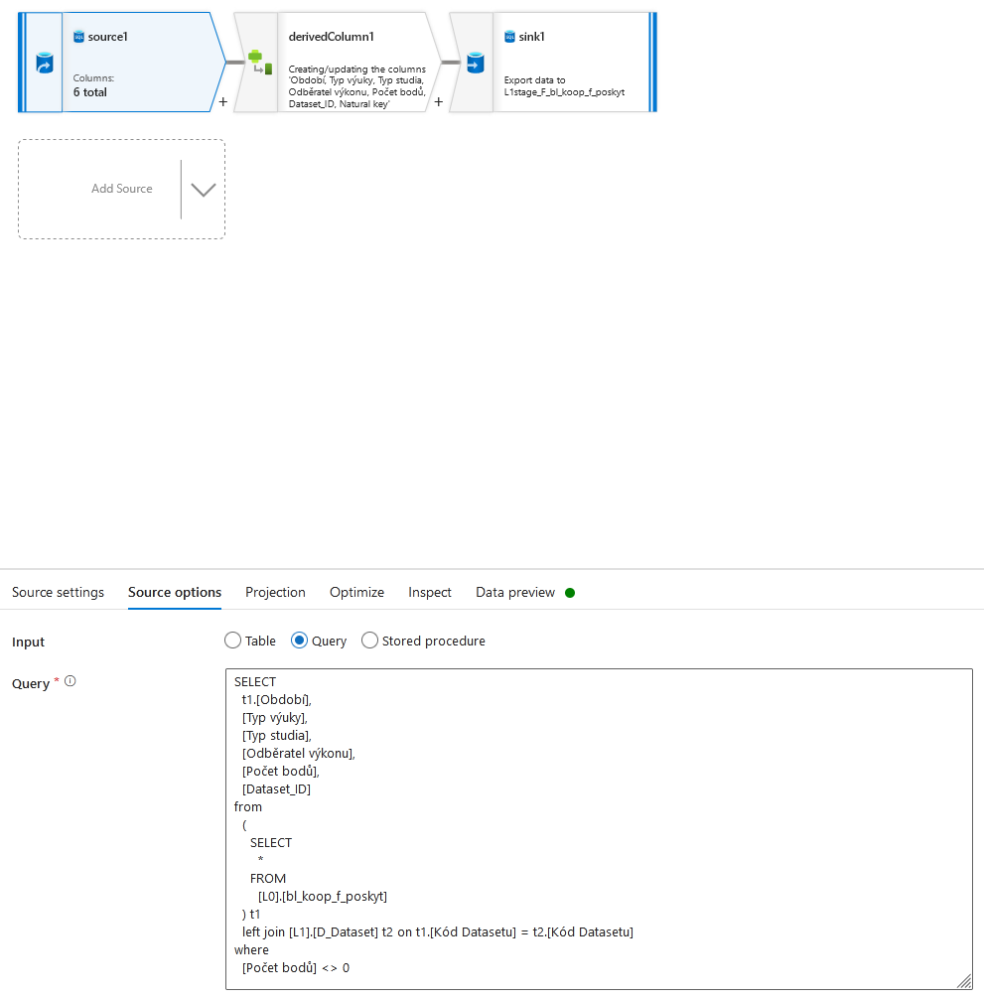 source1
Columns:
6 total
+
derivedColumn1
Creating/updating the columns
'Období, Typ výuky, Typ studia,
Odběratel výkonu, Počet bodů,
Dataset_ID, Natural key'
+
sink1
Export data to
L1stage_F_bl_koop_f_poskyt
Add Source
Source settings
Source options
Projection
Optimize
Inspect
Data preview
Input
Table
Query
Stored procedure
Query *
SELECT
t1.[Období],
[Typ výuky],
[Typ studia],
[Odběratel výkonu],
[Počet bodů],
[Dataset_ID]
from
(
SELECT
*
FROM
[L0].[bl_koop_f_poskyt]
) t1
left join [L1].[D_Dataset] t2 on t1.[Kód Datasetu] = t2.[Kód Datasetu]
where
[Počet bodů] <> 0